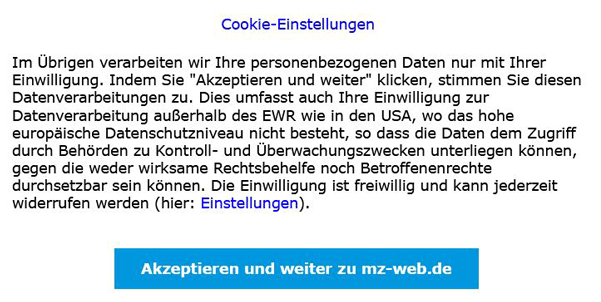 Cookie-Einstellungen
Im Übrigen verarbeiten wir Ihre personenbezogenen Daten nur mit Ihrer
Einwilligung. Indem Sie "Akzeptieren und weiter" klicken, stimmen Sie diesen
Datenverarbeitungen zu. Dies umfasst auch Ihre Einwilligung zur
Datenverarbeitung außerhalb des EWR wie in den USA, wo das hohe
europäische Datenschutzniveau nicht besteht, so dass die Daten dem Zugriff
durch Behörden zu Kontroll- und Überwachungszwecken unterliegen können,
gegen die weder wirksame Rechtsbehelfe noch Betroffenenrechte
durchsetzbar sein können. Die Einwilligung ist freiwillig und kann jederzeit
widerrufen werden (hier: Einstellungen).
Akzeptieren und weiter zu mz-web.de